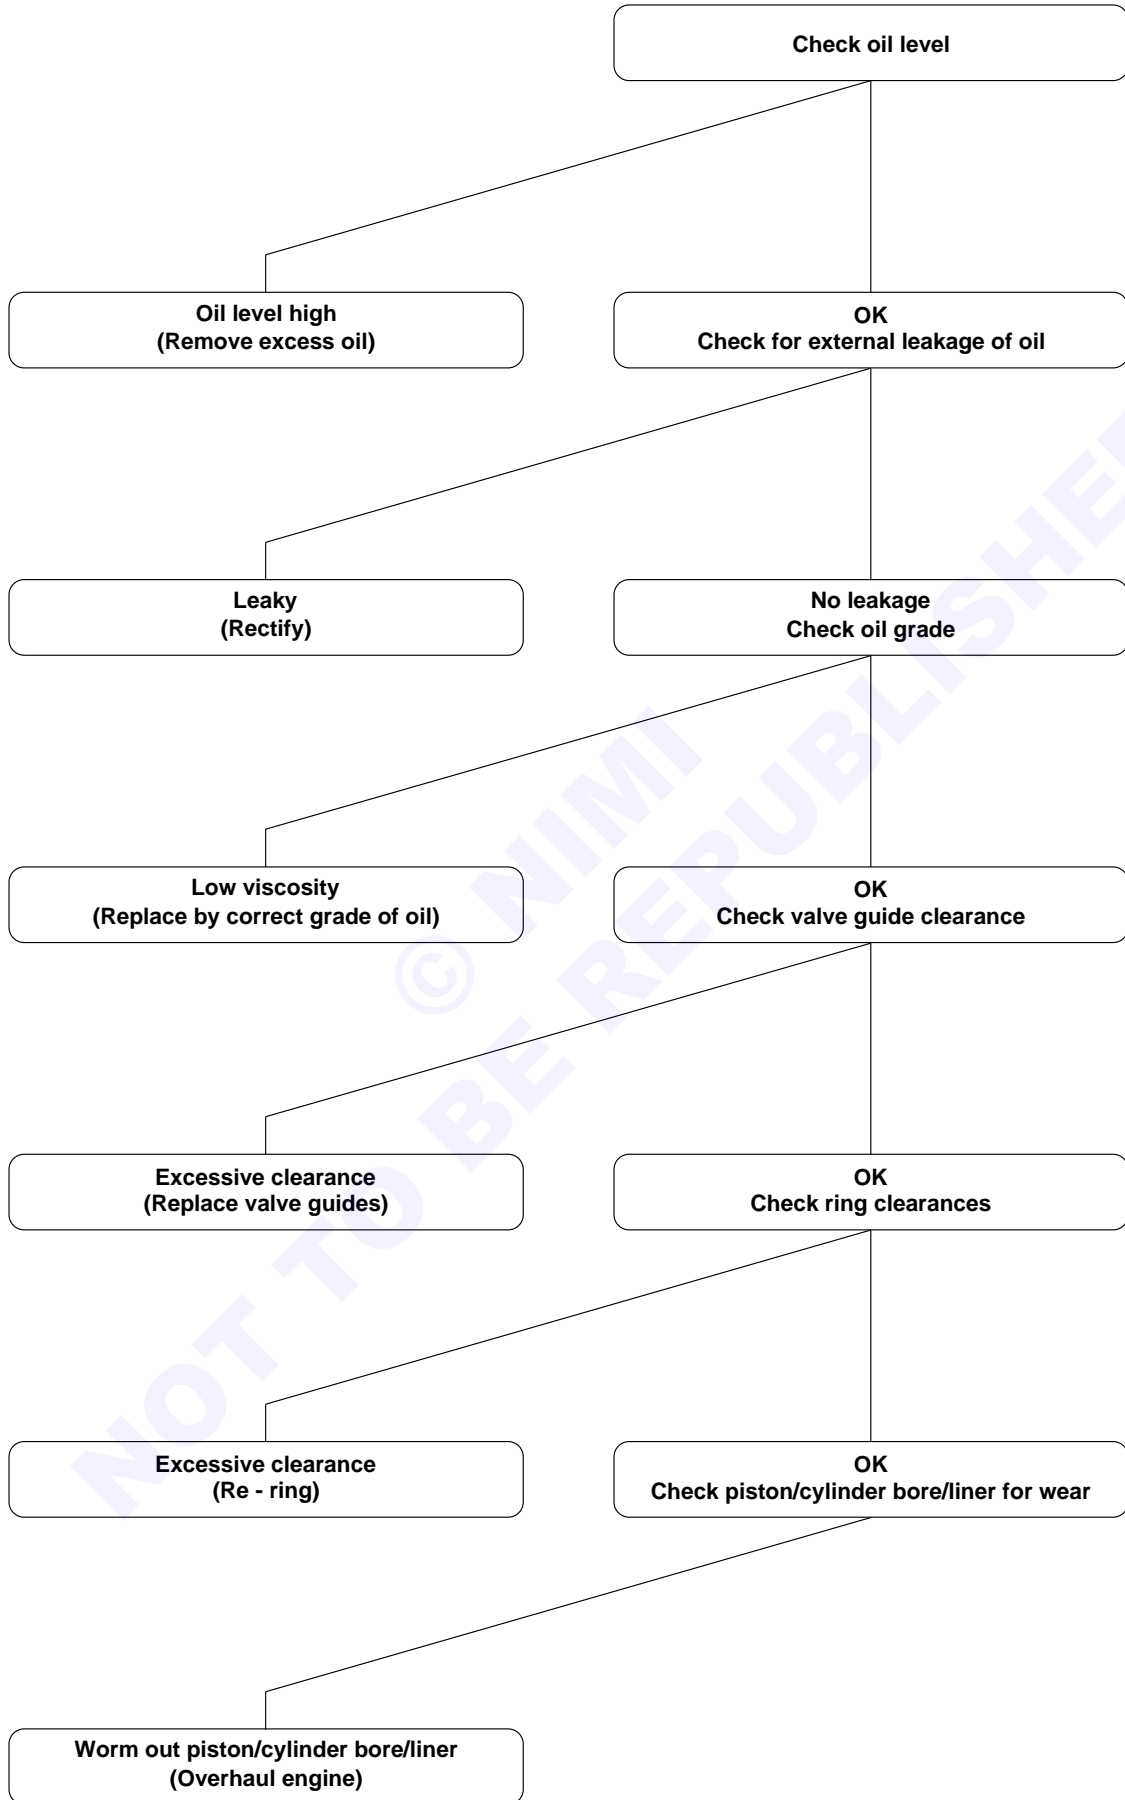 Check oil level
Oil level high
(Remove excess oil)
OK
Check for external leakage of oil
Leaky
(Rectify)
No leakage
Check oil grade
Low viscosity
(Replace by correct grade of oil)
OK
Check valve guide clearance
Excessive clearance
(Replace valve guides)
OK
Check ring clearances
Excessive clearance
(Re - ring)
OK
Check piston/cylinder bore/liner for wear
Worm out piston/cylinder bore/liner
(Overhaul engine)
© NIMI
NOT TO BE REPUBLISHE